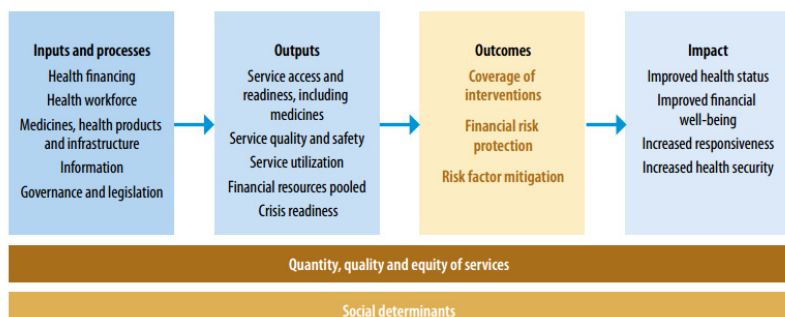 Inputs and processes
Health financing
Health workforce
Medicines, health products
and infrastructure
Information
Governance and legislation
Outputs
Service access and
readiness, including
medicines
Service quality and safety
Service utilization
Financial resources pooled
Crisis readiness
Outcomes
Coverage of
interventions
Financial risk
protection
Risk factor mitigation
Impact
Improved health status
Improved financial
well-being
Increased responsiveness
Increased health security
Quantity, quality and equity of services
Social determinants